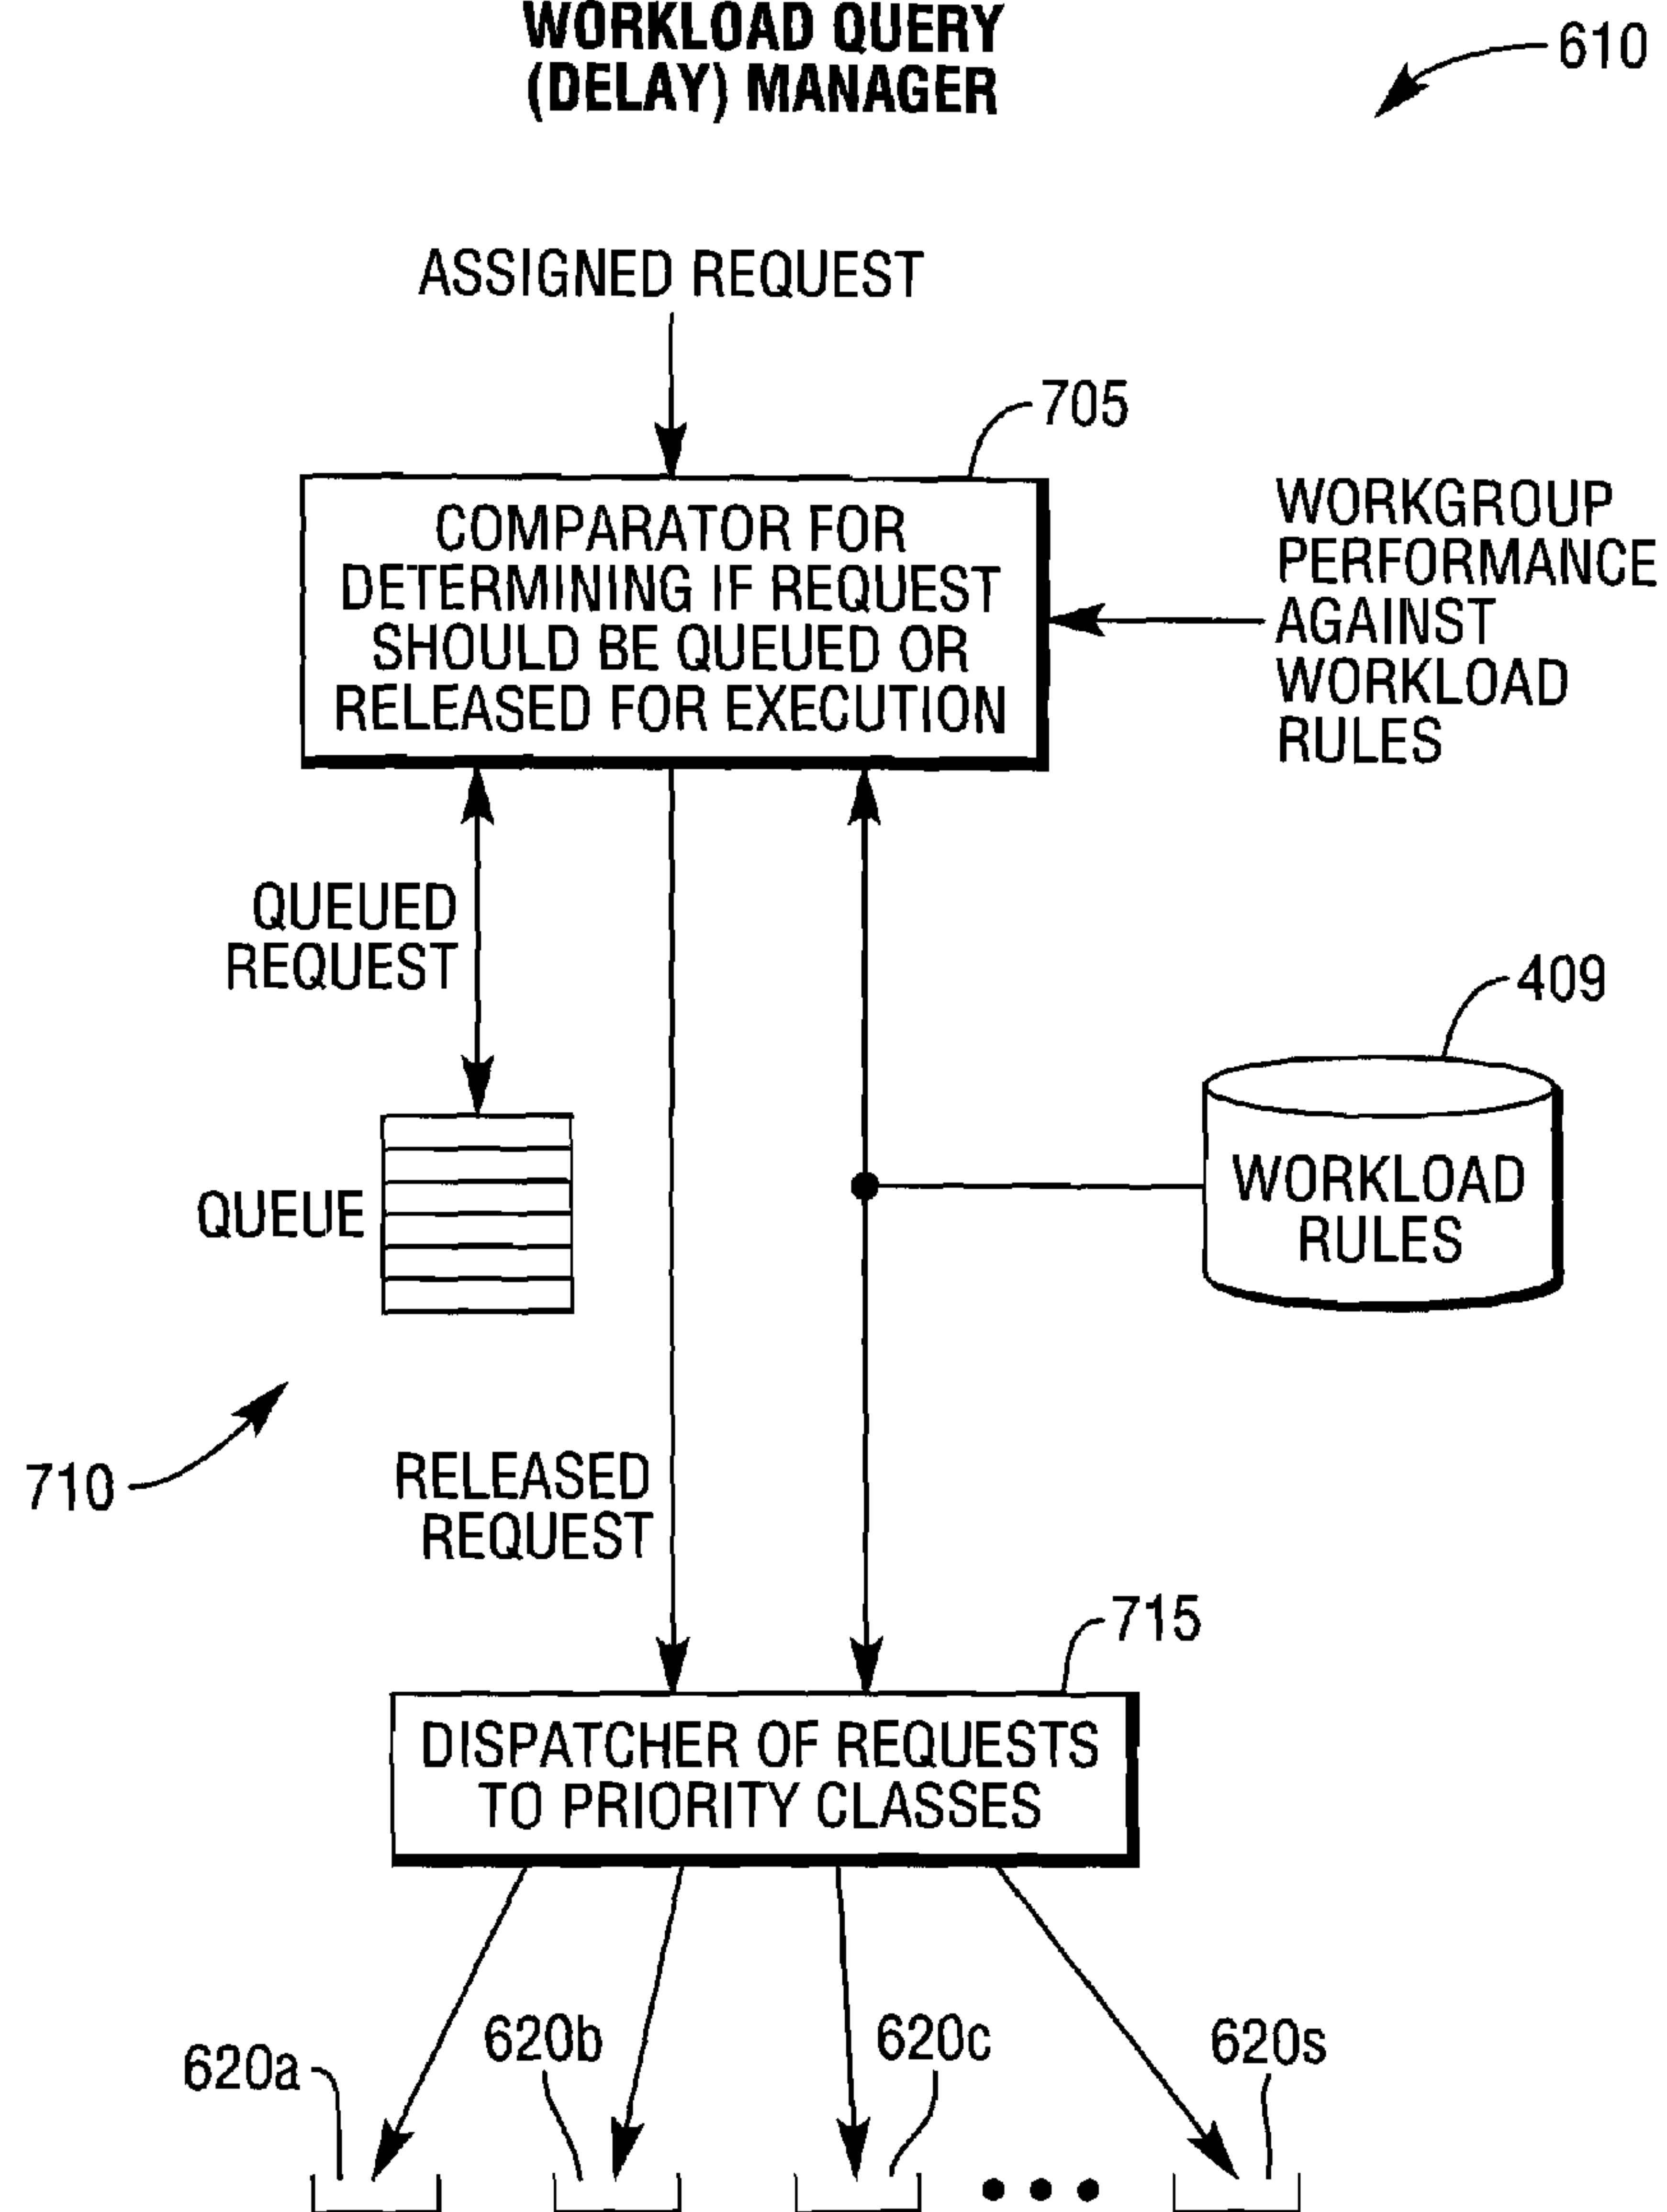 WORKLOAD QUERY
(DELAY) MANAGER
610
ASSIGNED REQUEST
705
COMPARATOR FOR
DETERMINING IF REQUEST
SHOULD BE QUEUED OR
RELEASED FOR EXECUTION
WORKGROUP
PERFORMANCE
AGAINST
WORKLOAD
RULES
QUEUED
REQUEST
409
QUEUE
WORKLOAD
RULES
710
RELEASED
REQUEST
715
DISPATCHER OF REQUESTS
TO PRIORITY CLASSES
620a
620b
620c
620s